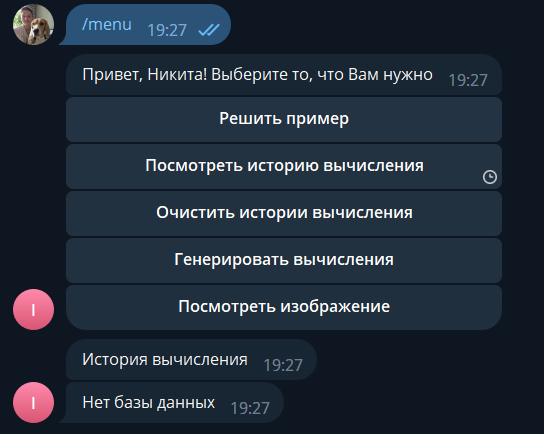 /menu 19:27
Привет, Никита! Выберите то, что Вам нужно 19:27
Решить пример
Посмотреть историю вычисления
Очистить истории вычисления
Генерировать вычисления
Посмотреть изображение
I
История вычисления 19:27
Нет базы данных 19:27
I